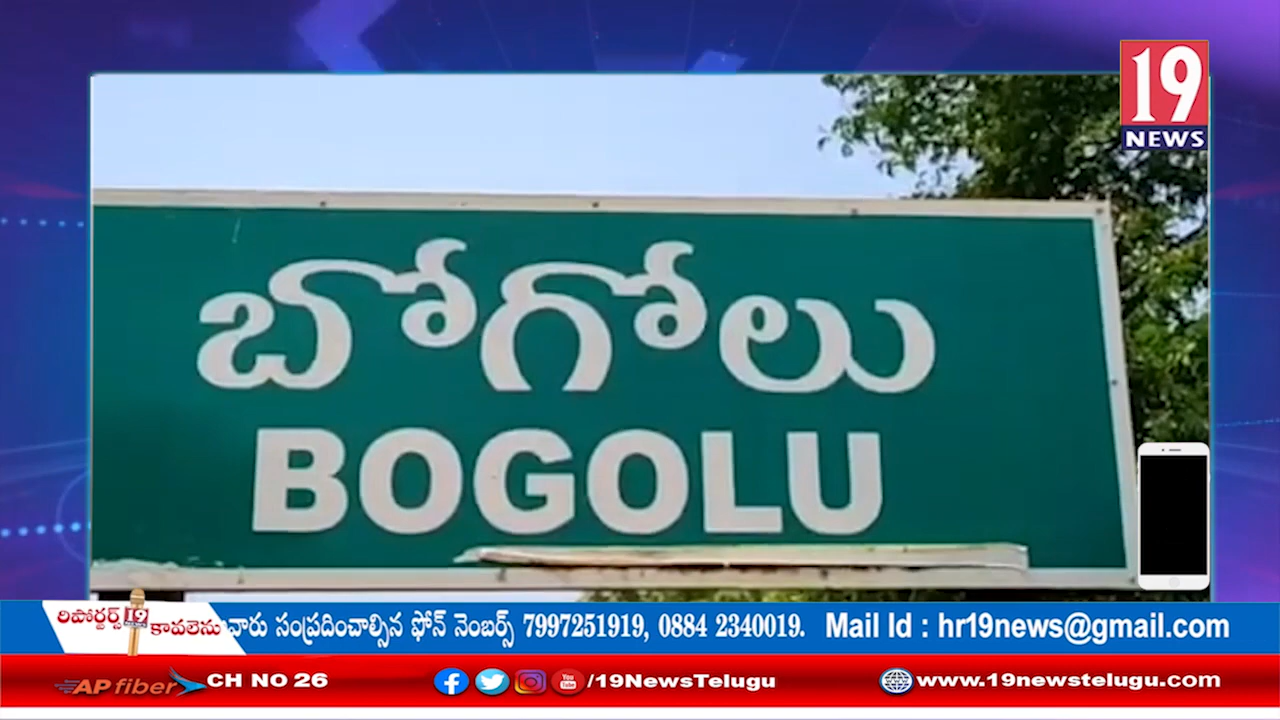 19
NEWS
బోగోలు
BOGOLU
రిపోర్టర్స్ 19 కావలెను వారు సంప్రదించాల్సిన ఫోన్ నెంబర్స్ 7997251919, 0884 2340019. Mail Id : hr19news@gmail.com
AP fiber CH NO 26 /19NewsTelugu www.19newstelugu.com